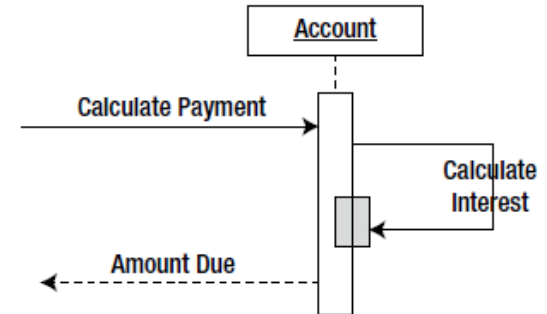 Account
Calculate Payment
Calculate
Interest
Amount Due